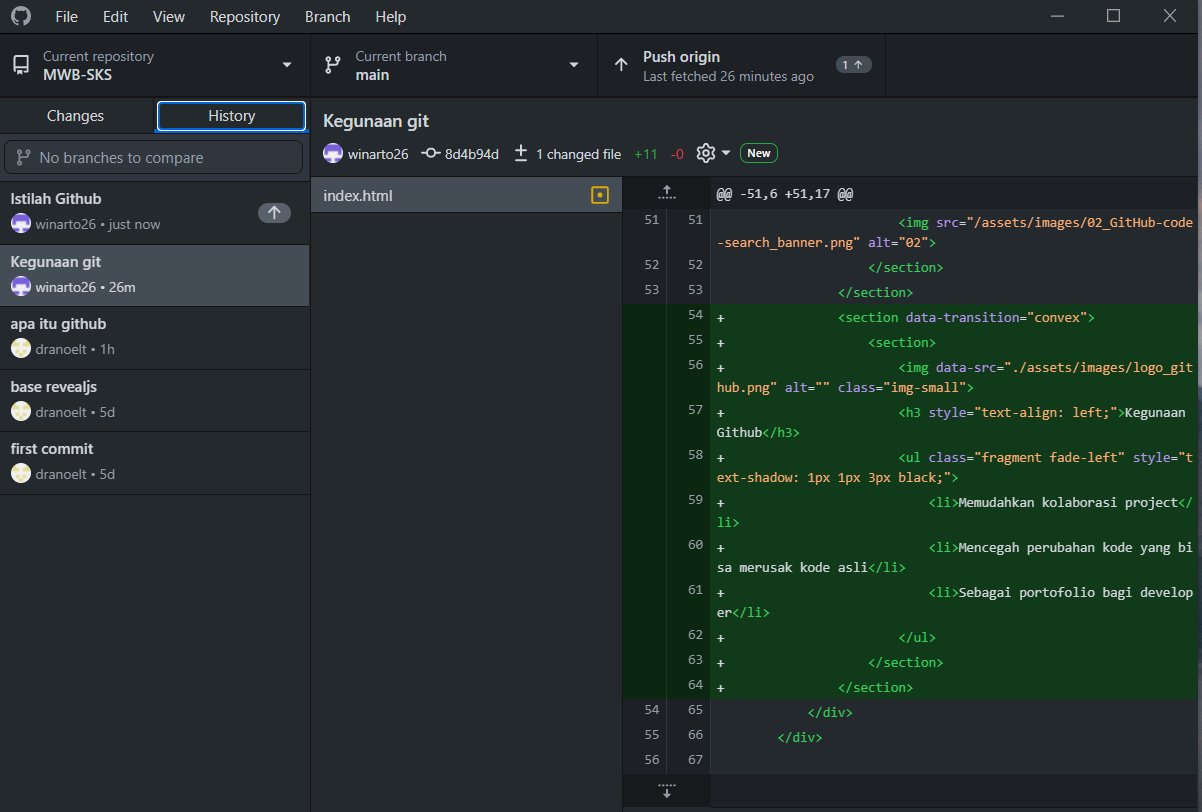 File Edit View Repository Branch Help
Current repository
MWB-SKS
Current branch
main
Push origin
Last fetched 26 minutes ago
1
Changes
History
No branches to compare
Istilah Github
winarto26 • just now
Kegunaan git
winarto26 • 26m
apa itu github
dranoelt • 1h
base revealjs
dranoelt • 5d
first commit
dranoelt • 5d
Kegunaan git
winarto26 8d4b94d 1 changed file +11 -0 New
index.html
@@ -51,6 +51,17 @@
51 51 <img src="/assets/images/02_GitHub-code
-search_banner.png" alt="02">
52 52 </section>
53 53 </section>
54 + <section data-transition="convex">
55 + <section>
56 + <img data-src="./assets/images/logo_git
hub.png" alt="" class="img-small">
57 + <h3 style="text-align: left;">Kegunaan
Github</h3>
58 + <ul class="fragment fade-left" style="t
ext-shadow: 1px 1px 3px black;">
59 + <li>Memudahkan kolaborasi project</
li>
60 + <li>Mencegah perubahan kode yang bi
sa merusak kode asli</li>
61 + <li>Sebagai portofolio bagi develop
er</li>
62 + </ul>
63 + </section>
64 + </section>
54 65 </div>
55 66 </div>
56 67